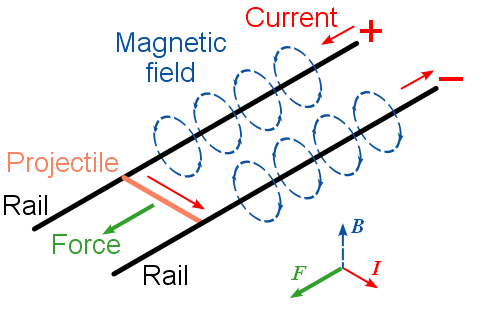 Current
+
Magnetic
field
−
Projectile
Rail
Force
Rail
B
F
I